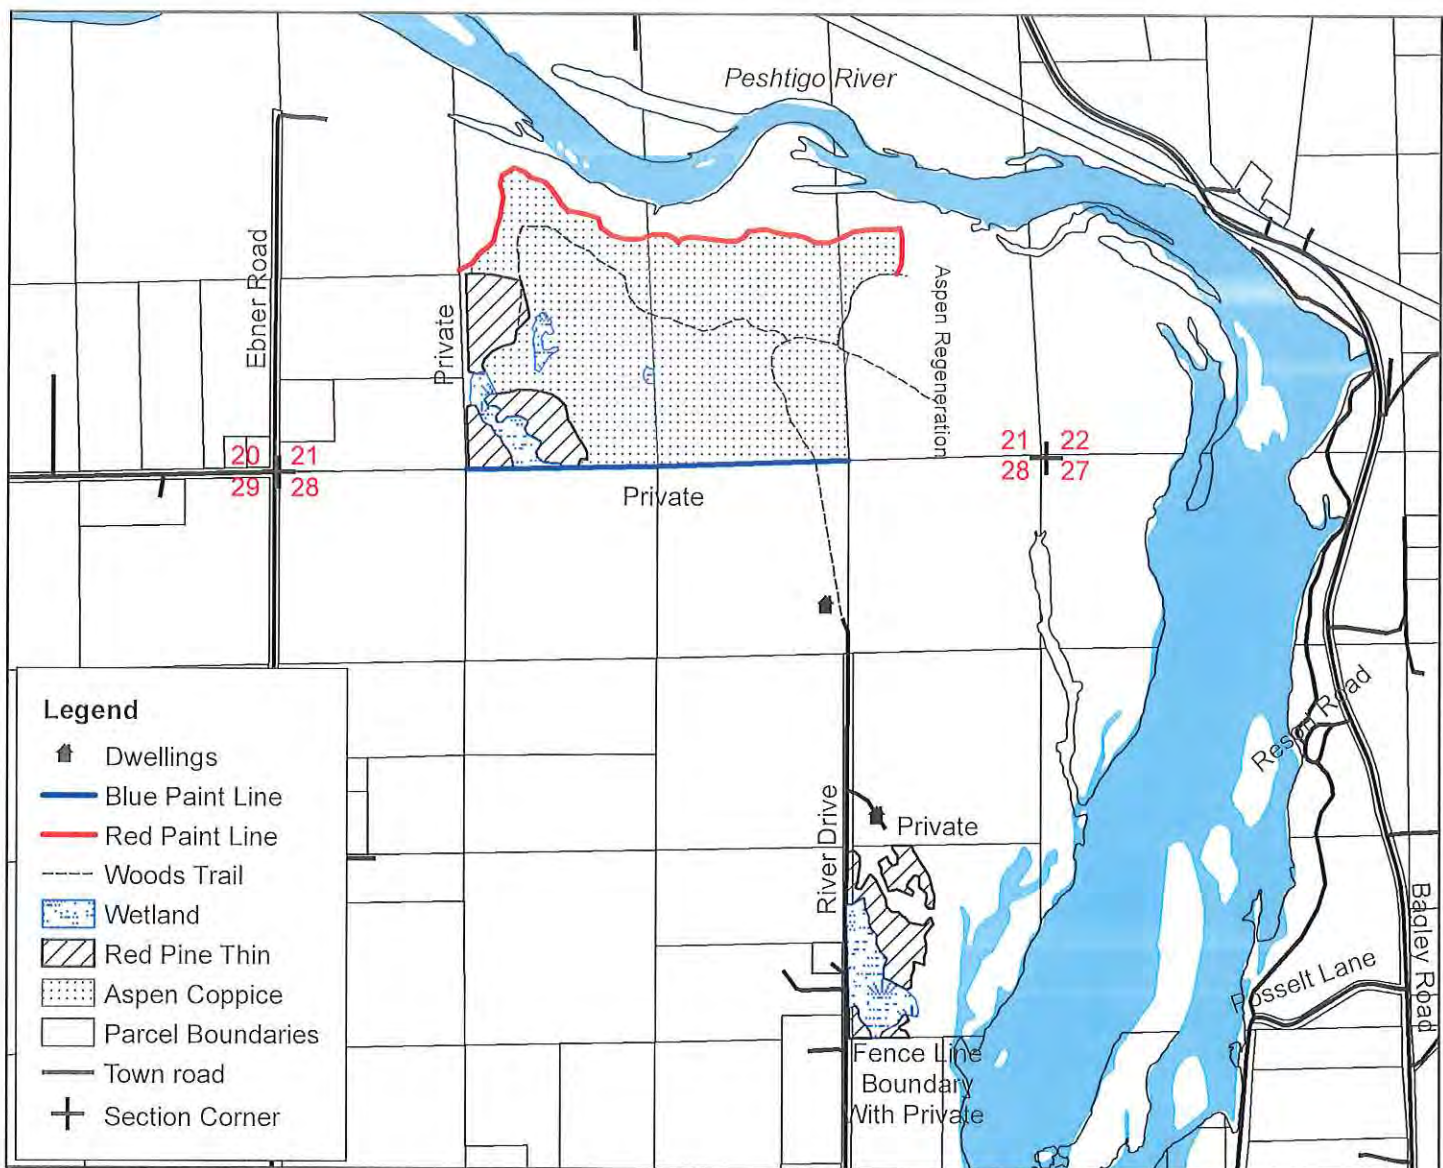 Peshtigo River
Ebner Road
Private
Aspen Regeneration
20 21
29 28
21 22
28 27
Private
Resort Road
River Drive
Private
Bagley Road
Posselt Lane
Fence Line
Boundary
With Private
Legend
Dwellings
Blue Paint Line
Red Paint Line
Woods Trail
Wetland
Red Pine Thin
Aspen Coppice
Parcel Boundaries
Town road
Section Corner